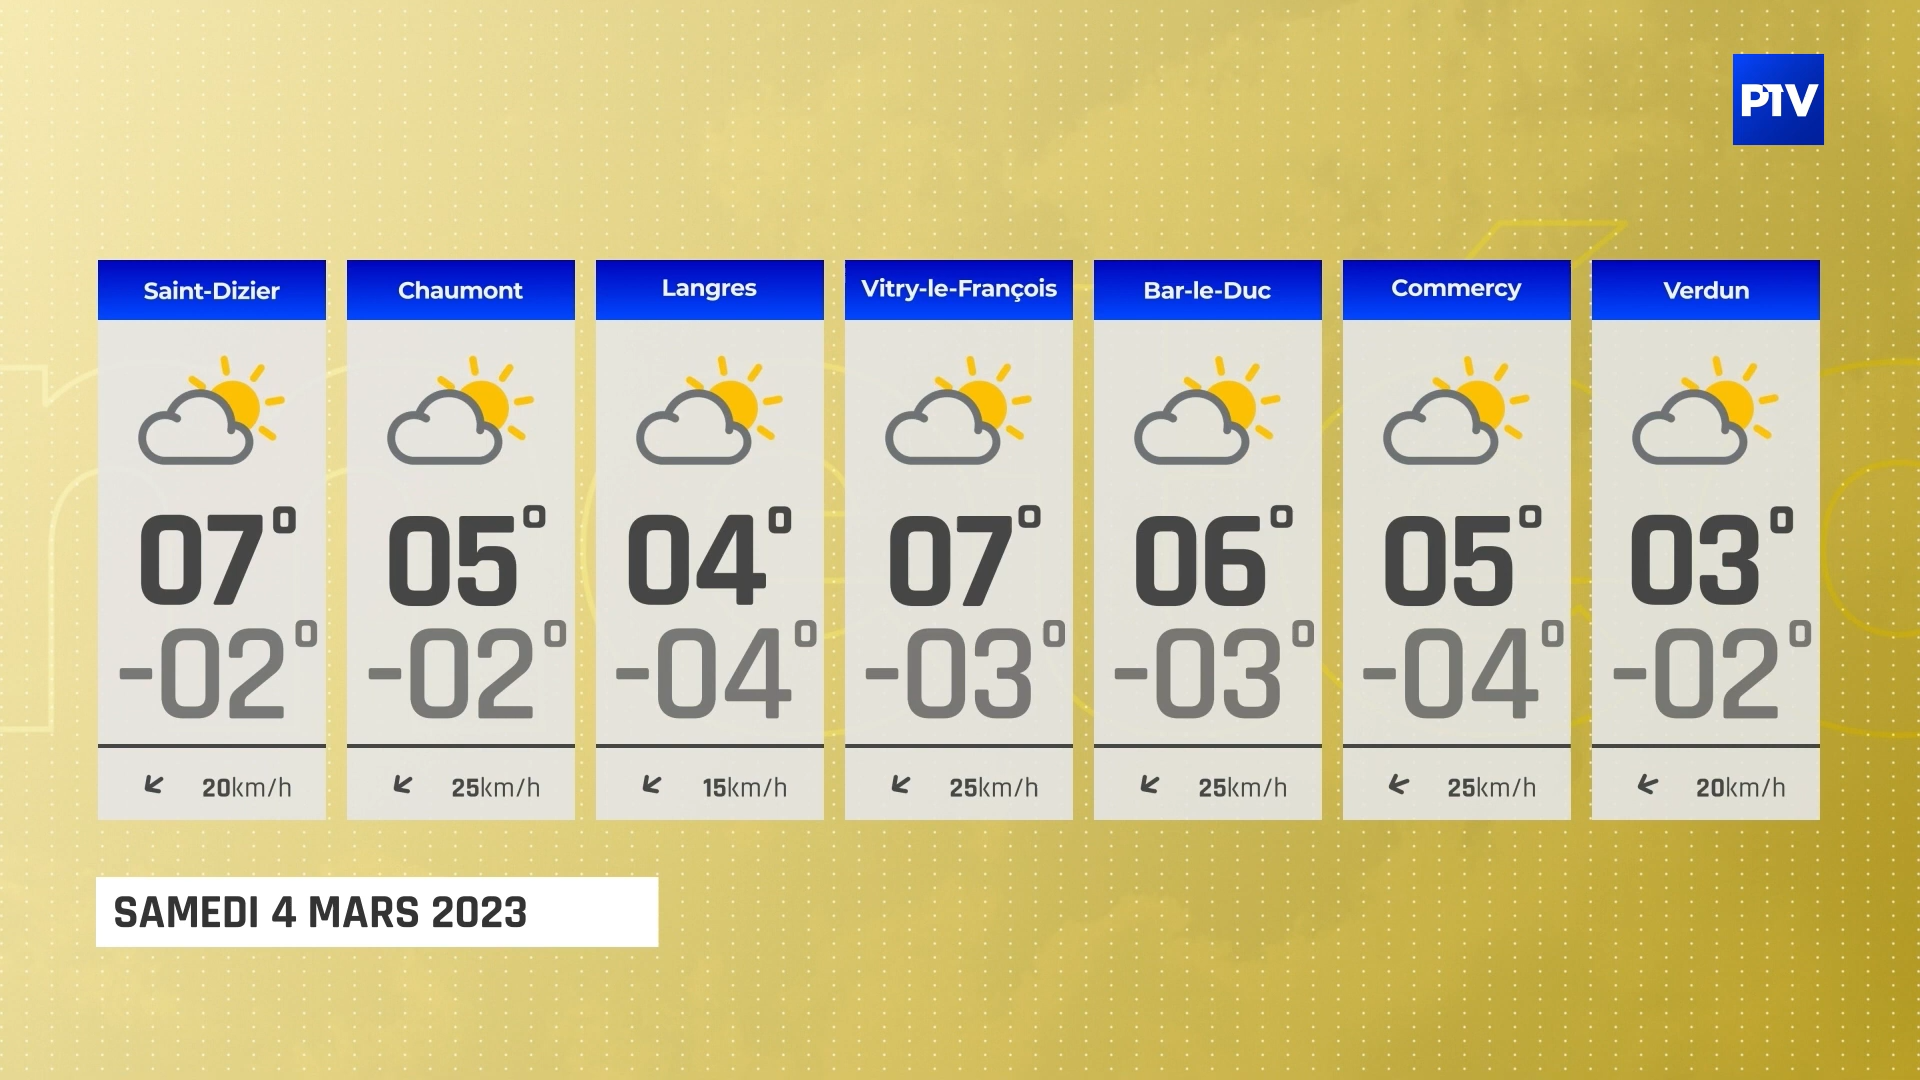 PTV
Saint-Dizier
07°
-02°
20km/h
Chaumont
05°
-02°
25km/h
Langres
04°
-04°
15km/h
Vitry-le-François
07°
-03°
25km/h
Bar-le-Duc
06°
-03°
25km/h
Commercy
05°
-04°
25km/h
Verdun
03°
-02°
20km/h
SAMEDI 4 MARS 2023